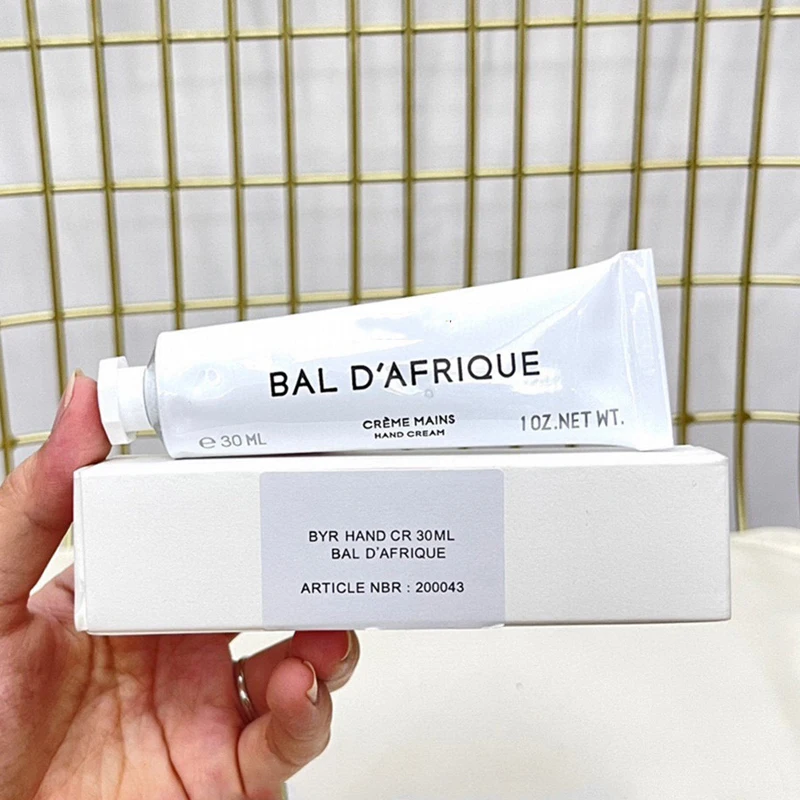 BAL D'AFRIQUE
CRÈME MAINS
HAND CREAM
℮ 30 ML
1 OZ.NET WT.
BYR HAND CR 30ML
BAL D'AFRIQUE
ARTICLE NBR : 200043